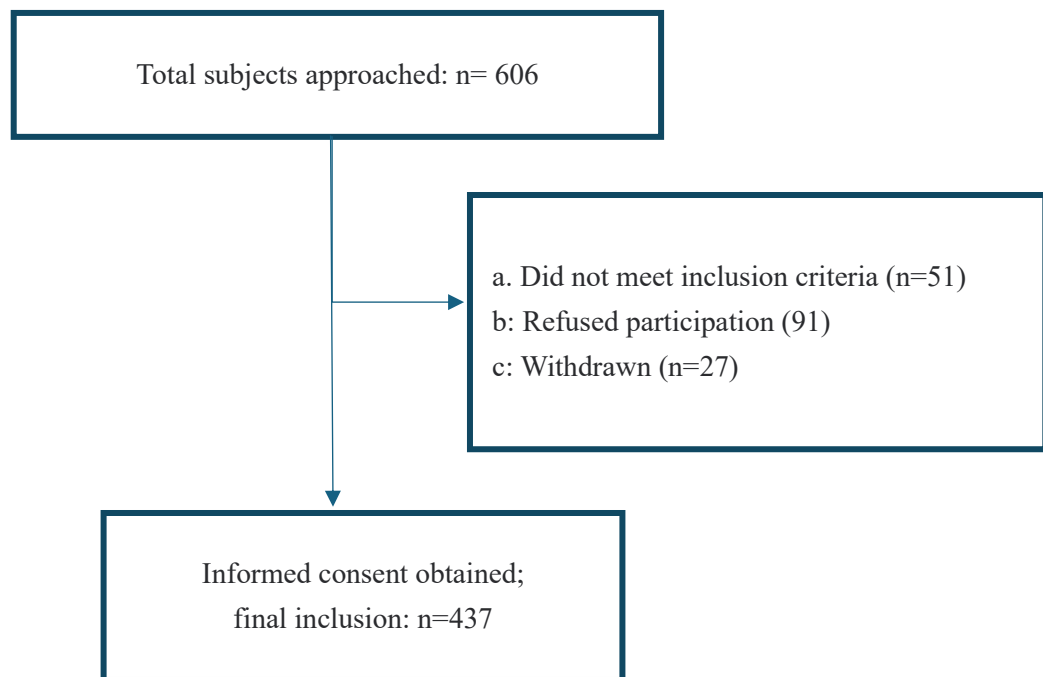 Total subjects approached: n= 606
a. Did not meet inclusion criteria (n=51)
b: Refused participation (91)
c: Withdrawn (n=27)
Informed consent obtained;
final inclusion: n=437